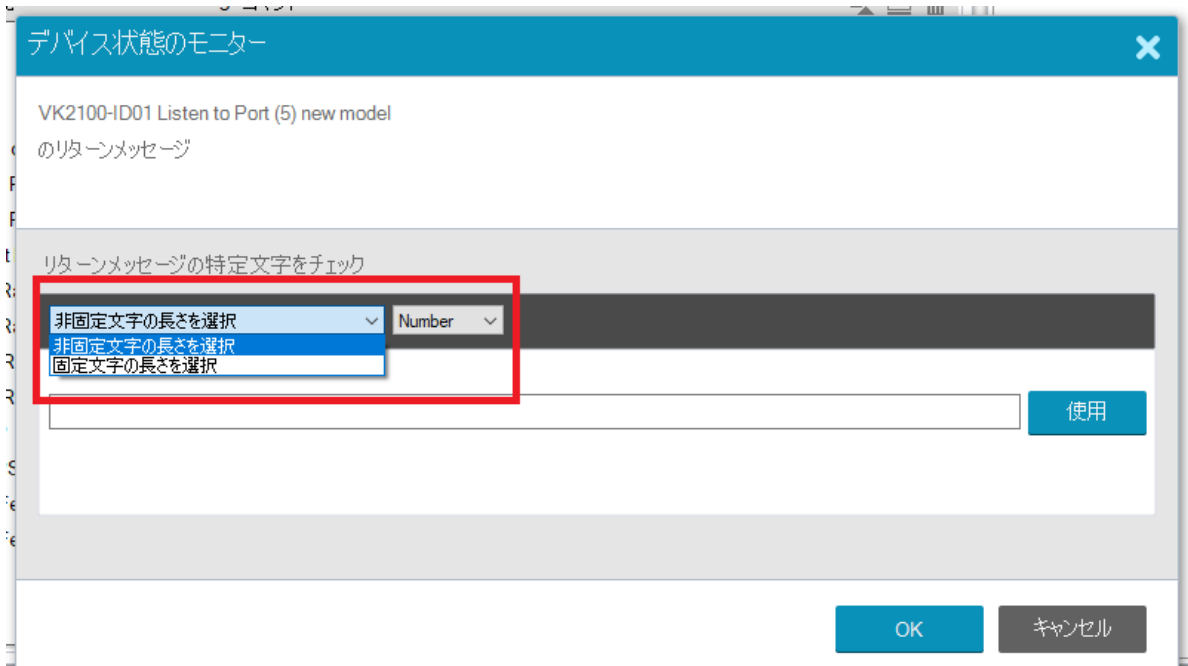 デバイス状態のモニター
VK2100-ID01 Listen to Port (5) new model
のリターンメッセージ
リターンメッセージの特定文字をチェック
非固定文字の長さを選択 Number
非固定文字の長さを選択
固定文字の長さを選択
使用
OK キャンセル